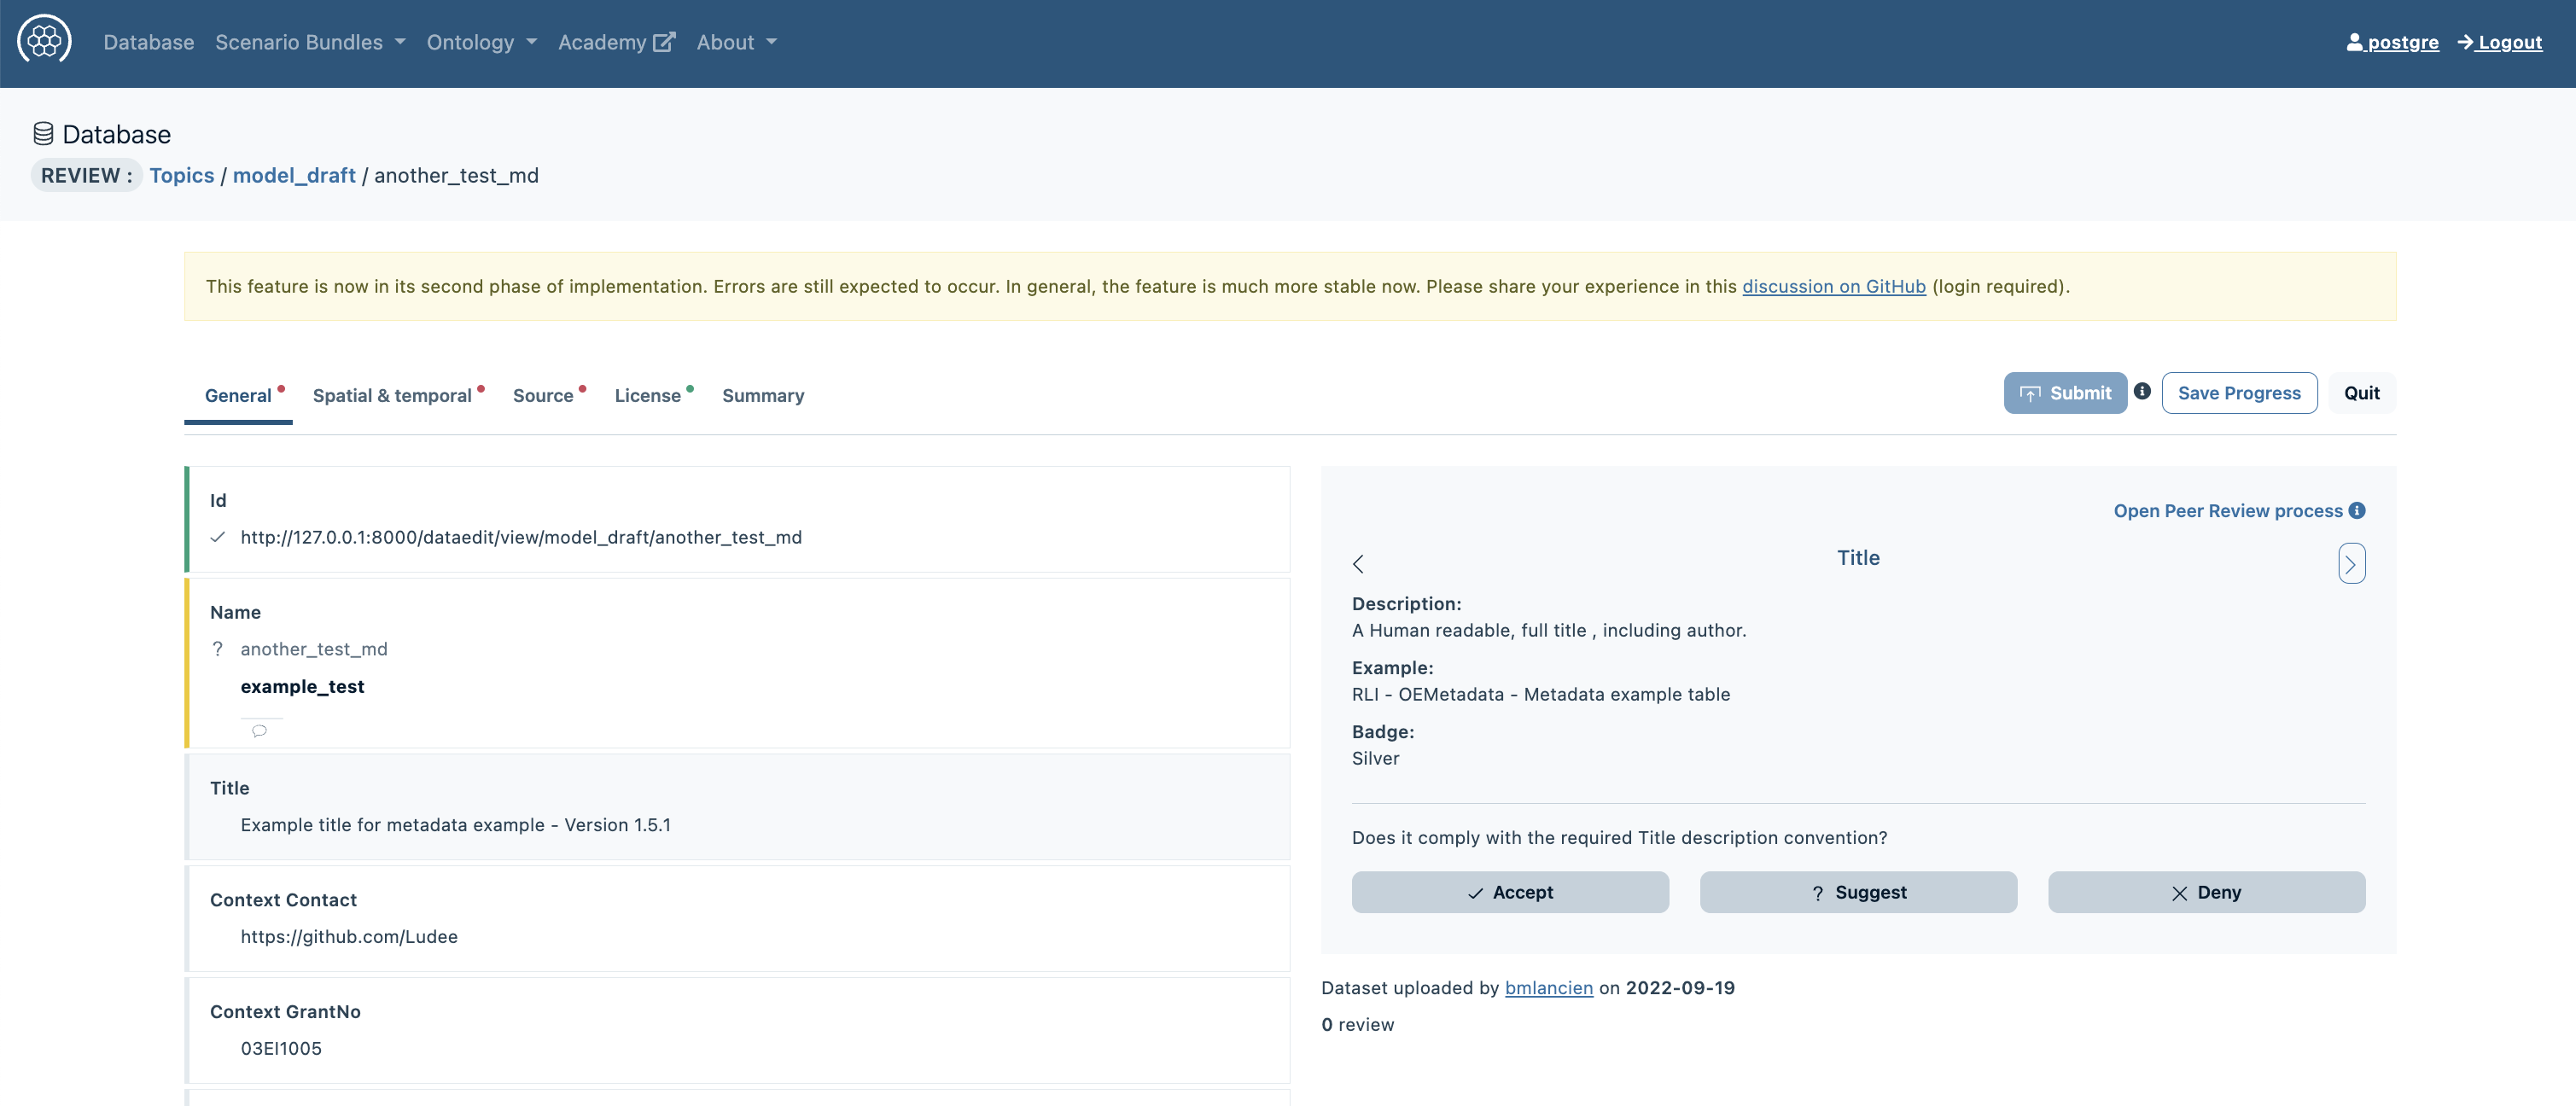 Database Scenario Bundles Ontology Academy About postgre Logout
Database
REVIEW : Topics / model_draft / another_test_md
This feature is now in its second phase of implementation. Errors are still expected to occur. In general, the feature is much more stable now. Please share your experience in this discussion on GitHub (login required).
General Spatial & temporal Source License Summary Submit Save Progress Quit
Id
http://127.0.0.1:8000/dataedit/view/model_draft/another_test_md
Name
? another_test_md
example_test
Title
Example title for metadata example - Version 1.5.1
Context Contact
https://github.com/Ludee
Context GrantNo
03EI1005
Open Peer Review process
Title
Description:
A Human readable, full title , including author.
Example:
RLI - OEMetadata - Metadata example table
Badge:
Silver
Does it comply with the required Title description convention?
Accept ? Suggest Deny
Dataset uploaded by bmlancien on 2022-09-19
0 review